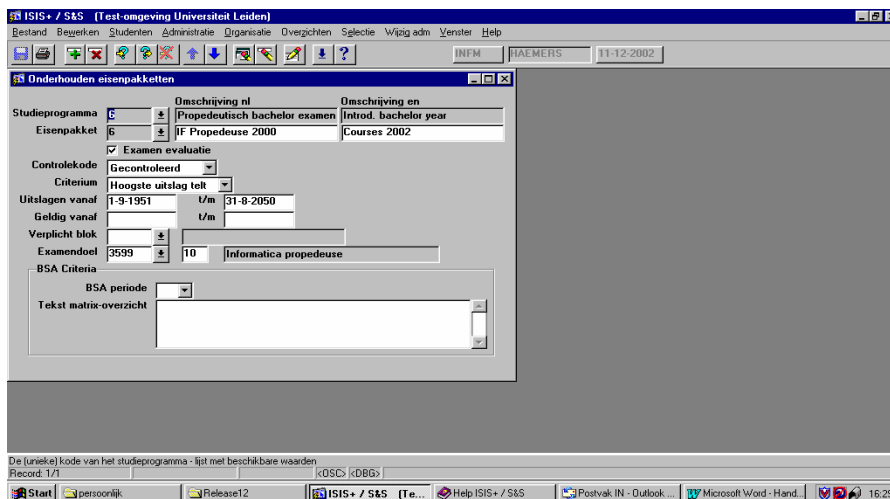 ISIS+ / S&S (Test-omgeving Universiteit Leiden)
Bestand Bewerken Studenten Administratie Organisatie Overzichten Selectie Wijzig adm Venster Help
INFM HAEMERS 11-12-2002
Onderhouden eisenpakketten
Omschrijving nl Omschrijving en
Studieprogramma 6 Propedeutisch bachelor examen Introd. bachelor year
Eisenpakket 6 IF Propedeuse 2000 Courses 2002
Examen evaluatie
Controlekode Gecontroleerd
Criterium Hoogste uitslag telt
Uitslagen vanaf 1-9-1951 t/m 31-8-2050
Geldig vanaf t/m
Verplicht blok
Examendoel 3599 10 Informatica propedeuse
BSA Criteria
BSA periode
Tekst matrix-overzicht
De (unieke) kode van het studieprogramma - lijst met beschikbare waarden
Record: 1/1 <OSC> <DBG>
Start persoonlijk Release12 ISIS+ / S&S (Te... Help ISIS+ / S&S Postvak IN - Outlook ... Microsoft Word - Hand...